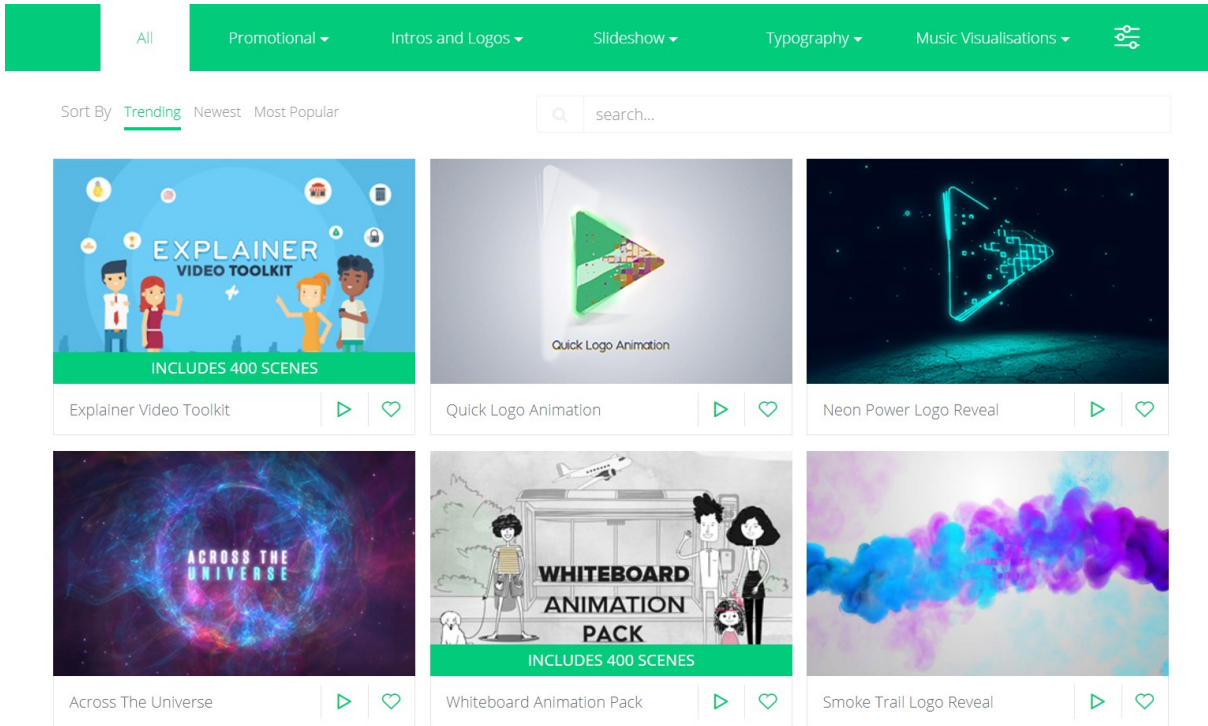 All
Promotional
Intros and Logos
Slideshow
Typography
Music Visualisations
Sort By Trending Newest Most Popular
search...
EXPLAINER
VIDEO TOOLKIT
INCLUDES 400 SCENES
Quick Logo Animation
Explainer Video Toolkit
Quick Logo Animation
Neon Power Logo Reveal
ACROSS THE
UNIVERSE
WHITEBOARD
ANIMATION
PACK
INCLUDES 400 SCENES
Across The Universe
Whiteboard Animation Pack
Smoke Trail Logo Reveal